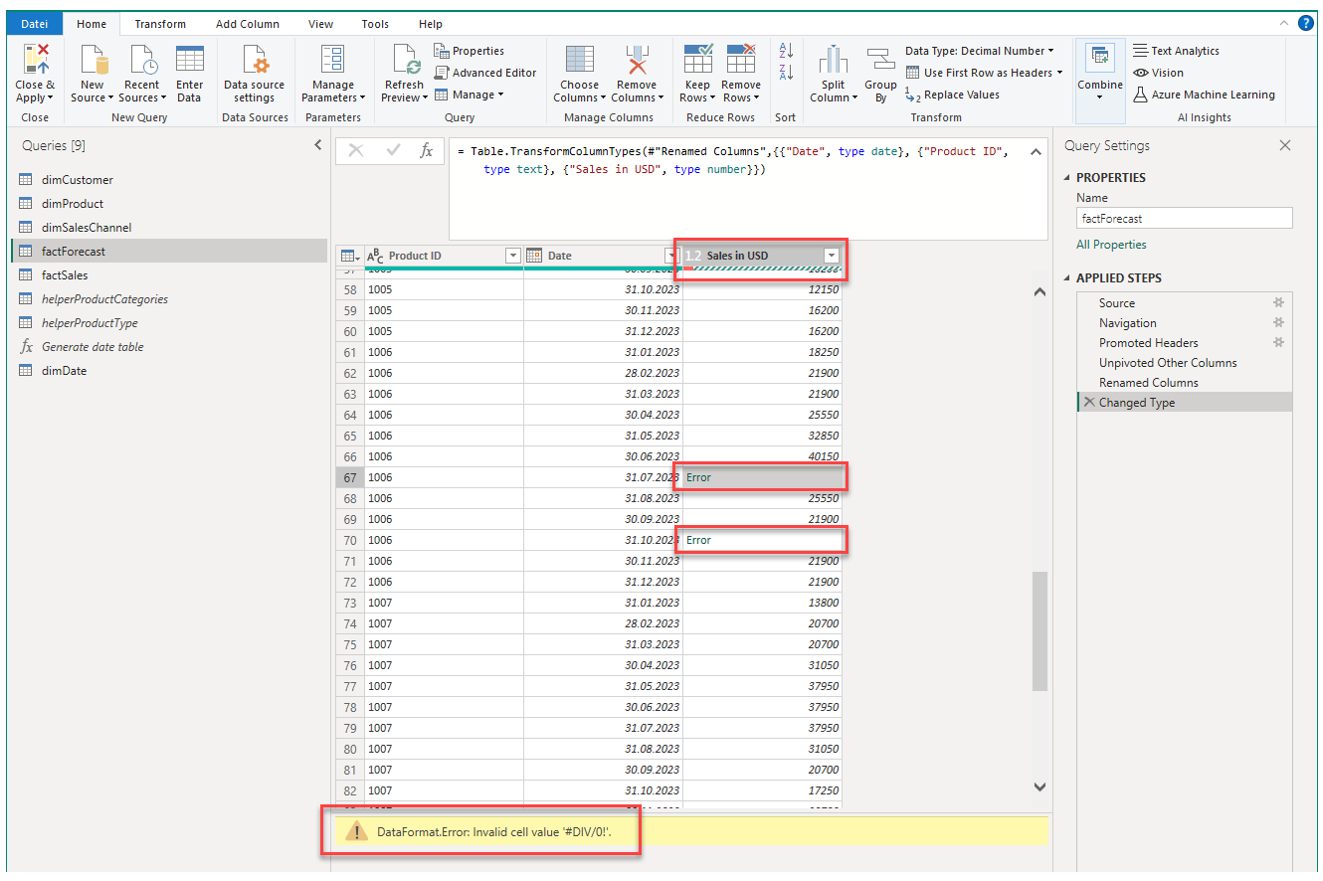 Datei Home Transform Add Column View Tools Help
Close & Apply
New Source
Recent Sources
Enter Data
Data source settings
Manage Parameters
Refresh Preview
Properties
Advanced Editor
Manage
Choose Columns
Remove Columns
Keep Rows
Remove Rows
Split Column
Group By
Data Type: Decimal Number
Use First Row as Headers
Replace Values
Combine
Text Analytics
Vision
Azure Machine Learning
Close New Query Data Sources Parameters Query Manage Columns Reduce Rows Sort Transform AI Insights
Queries [9]
dimCustomer
dimProduct
dimSalesChannel
factForecast
factSales
helperProductCategories
helperProductType
fx Generate date table
dimDate
fx
= Table.TransformColumnTypes(#"Renamed Columns",{{"Date", type date}, {"Product ID",
type text}, {"Sales in USD", type number}})
ABC Product ID Date 1.2 Sales in USD
58 1005 31.10.2023 12150
59 1005 30.11.2023 16200
60 1005 31.12.2023 16200
61 1006 31.01.2023 18250
62 1006 28.02.2023 21900
63 1006 31.03.2023 21900
64 1006 30.04.2023 25550
65 1006 31.05.2023 32850
66 1006 30.06.2023 40150
67 1006 31.07.2023 Error
68 1006 31.08.2023 25550
69 1006 30.09.2023 21900
70 1006 31.10.2023 Error
71 1006 30.11.2023 21900
72 1006 31.12.2023 21900
73 1007 31.01.2023 13800
74 1007 28.02.2023 20700
75 1007 31.03.2023 20700
76 1007 30.04.2023 31050
77 1007 31.05.2023 37950
78 1007 30.06.2023 37950
79 1007 31.07.2023 37950
80 1007 31.08.2023 31050
81 1007 30.09.2023 20700
82 1007 31.10.2023 17250
DataFormat.Error: Invalid cell value '#DIV/0!'.
Query Settings
PROPERTIES
Name
factForecast
All Properties
APPLIED STEPS
Source
Navigation
Promoted Headers
Unpivoted Other Columns
Renamed Columns
Changed Type